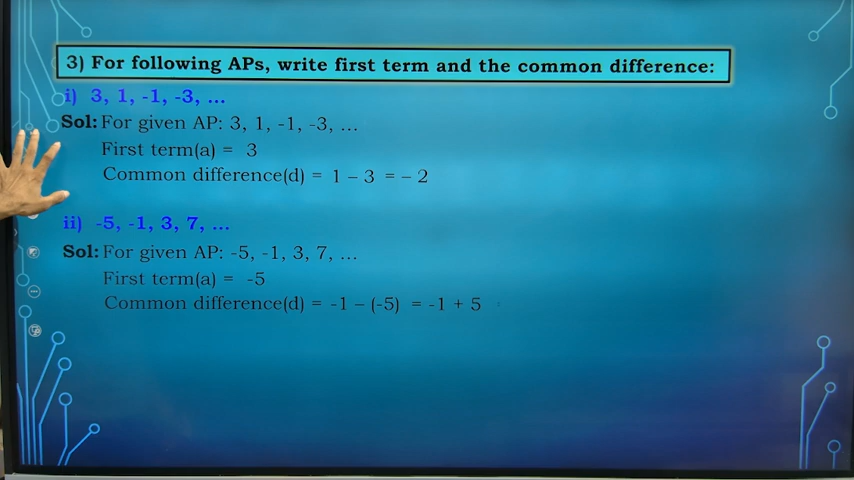 3) For following APs, write first term and the common difference:
i) 3, 1, -1, -3, ...
Sol: For given AP: 3, 1, -1, -3, ...
First term(a) = 3
Common difference(d) = 1 – 3 = – 2
ii) -5, -1, 3, 7, ...
Sol: For given AP: -5, -1, 3, 7, ...
First term(a) = -5
Common difference(d) = -1 – (-5) = -1 + 5